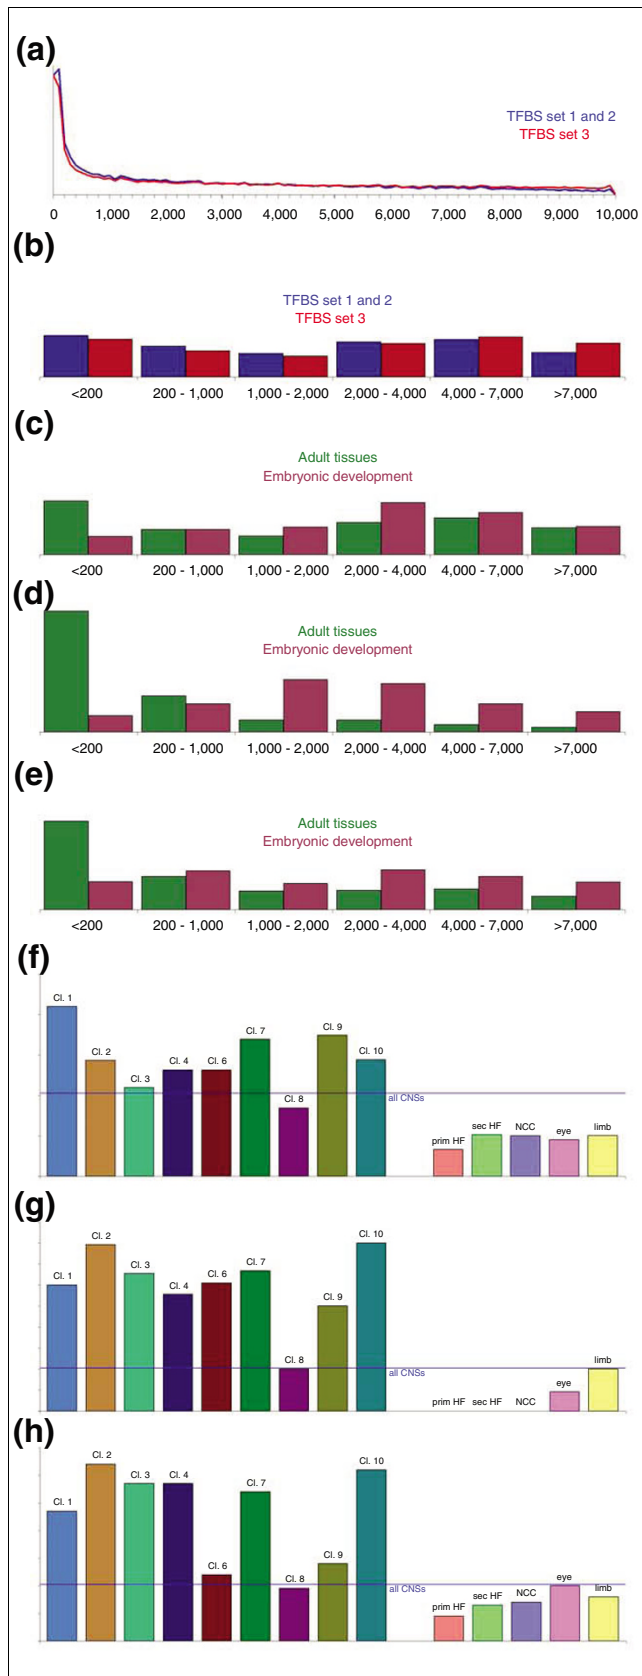 (a)
TFBS set 1 and 2
TFBS set 3
0 1,000 2,000 3,000 4,000 5,000 6,000 7,000 8,000 9,000 10,000
(b)
TFBS set 1 and 2
TFBS set 3
<200 200 - 1,000 1,000 - 2,000 2,000 - 4,000 4,000 - 7,000 >7,000
(c)
Adult tissues
Embryonic development
<200 200 - 1,000 1,000 - 2,000 2,000 - 4,000 4,000 - 7,000 >7,000
(d)
Adult tissues
Embryonic development
<200 200 - 1,000 1,000 - 2,000 2,000 - 4,000 4,000 - 7,000 >7,000
(e)
Adult tissues
Embryonic development
<200 200 - 1,000 1,000 - 2,000 2,000 - 4,000 4,000 - 7,000 >7,000
(f)
Cl. 1 Cl. 2 Cl. 3 Cl. 4 Cl. 6 Cl. 7 Cl. 8 Cl. 9 Cl. 10
all CNSs
prim HF sec HF NCC eye limb
(g)
Cl. 1 Cl. 2 Cl. 3 Cl. 4 Cl. 6 Cl. 7 Cl. 8 Cl. 9 Cl. 10
all CNSs
prim HF sec HF NCC eye limb
(h)
Cl. 1 Cl. 2 Cl. 3 Cl. 4 Cl. 6 Cl. 7 Cl. 8 Cl. 9 Cl. 10
all CNSs
prim HF sec HF NCC eye limb